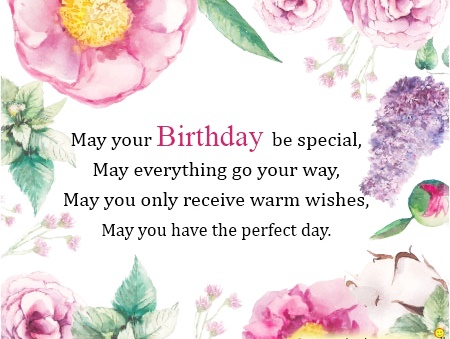 May your Birthday be special,
May everything go your way,
May you only receive warm wishes,
May you have the perfect day.